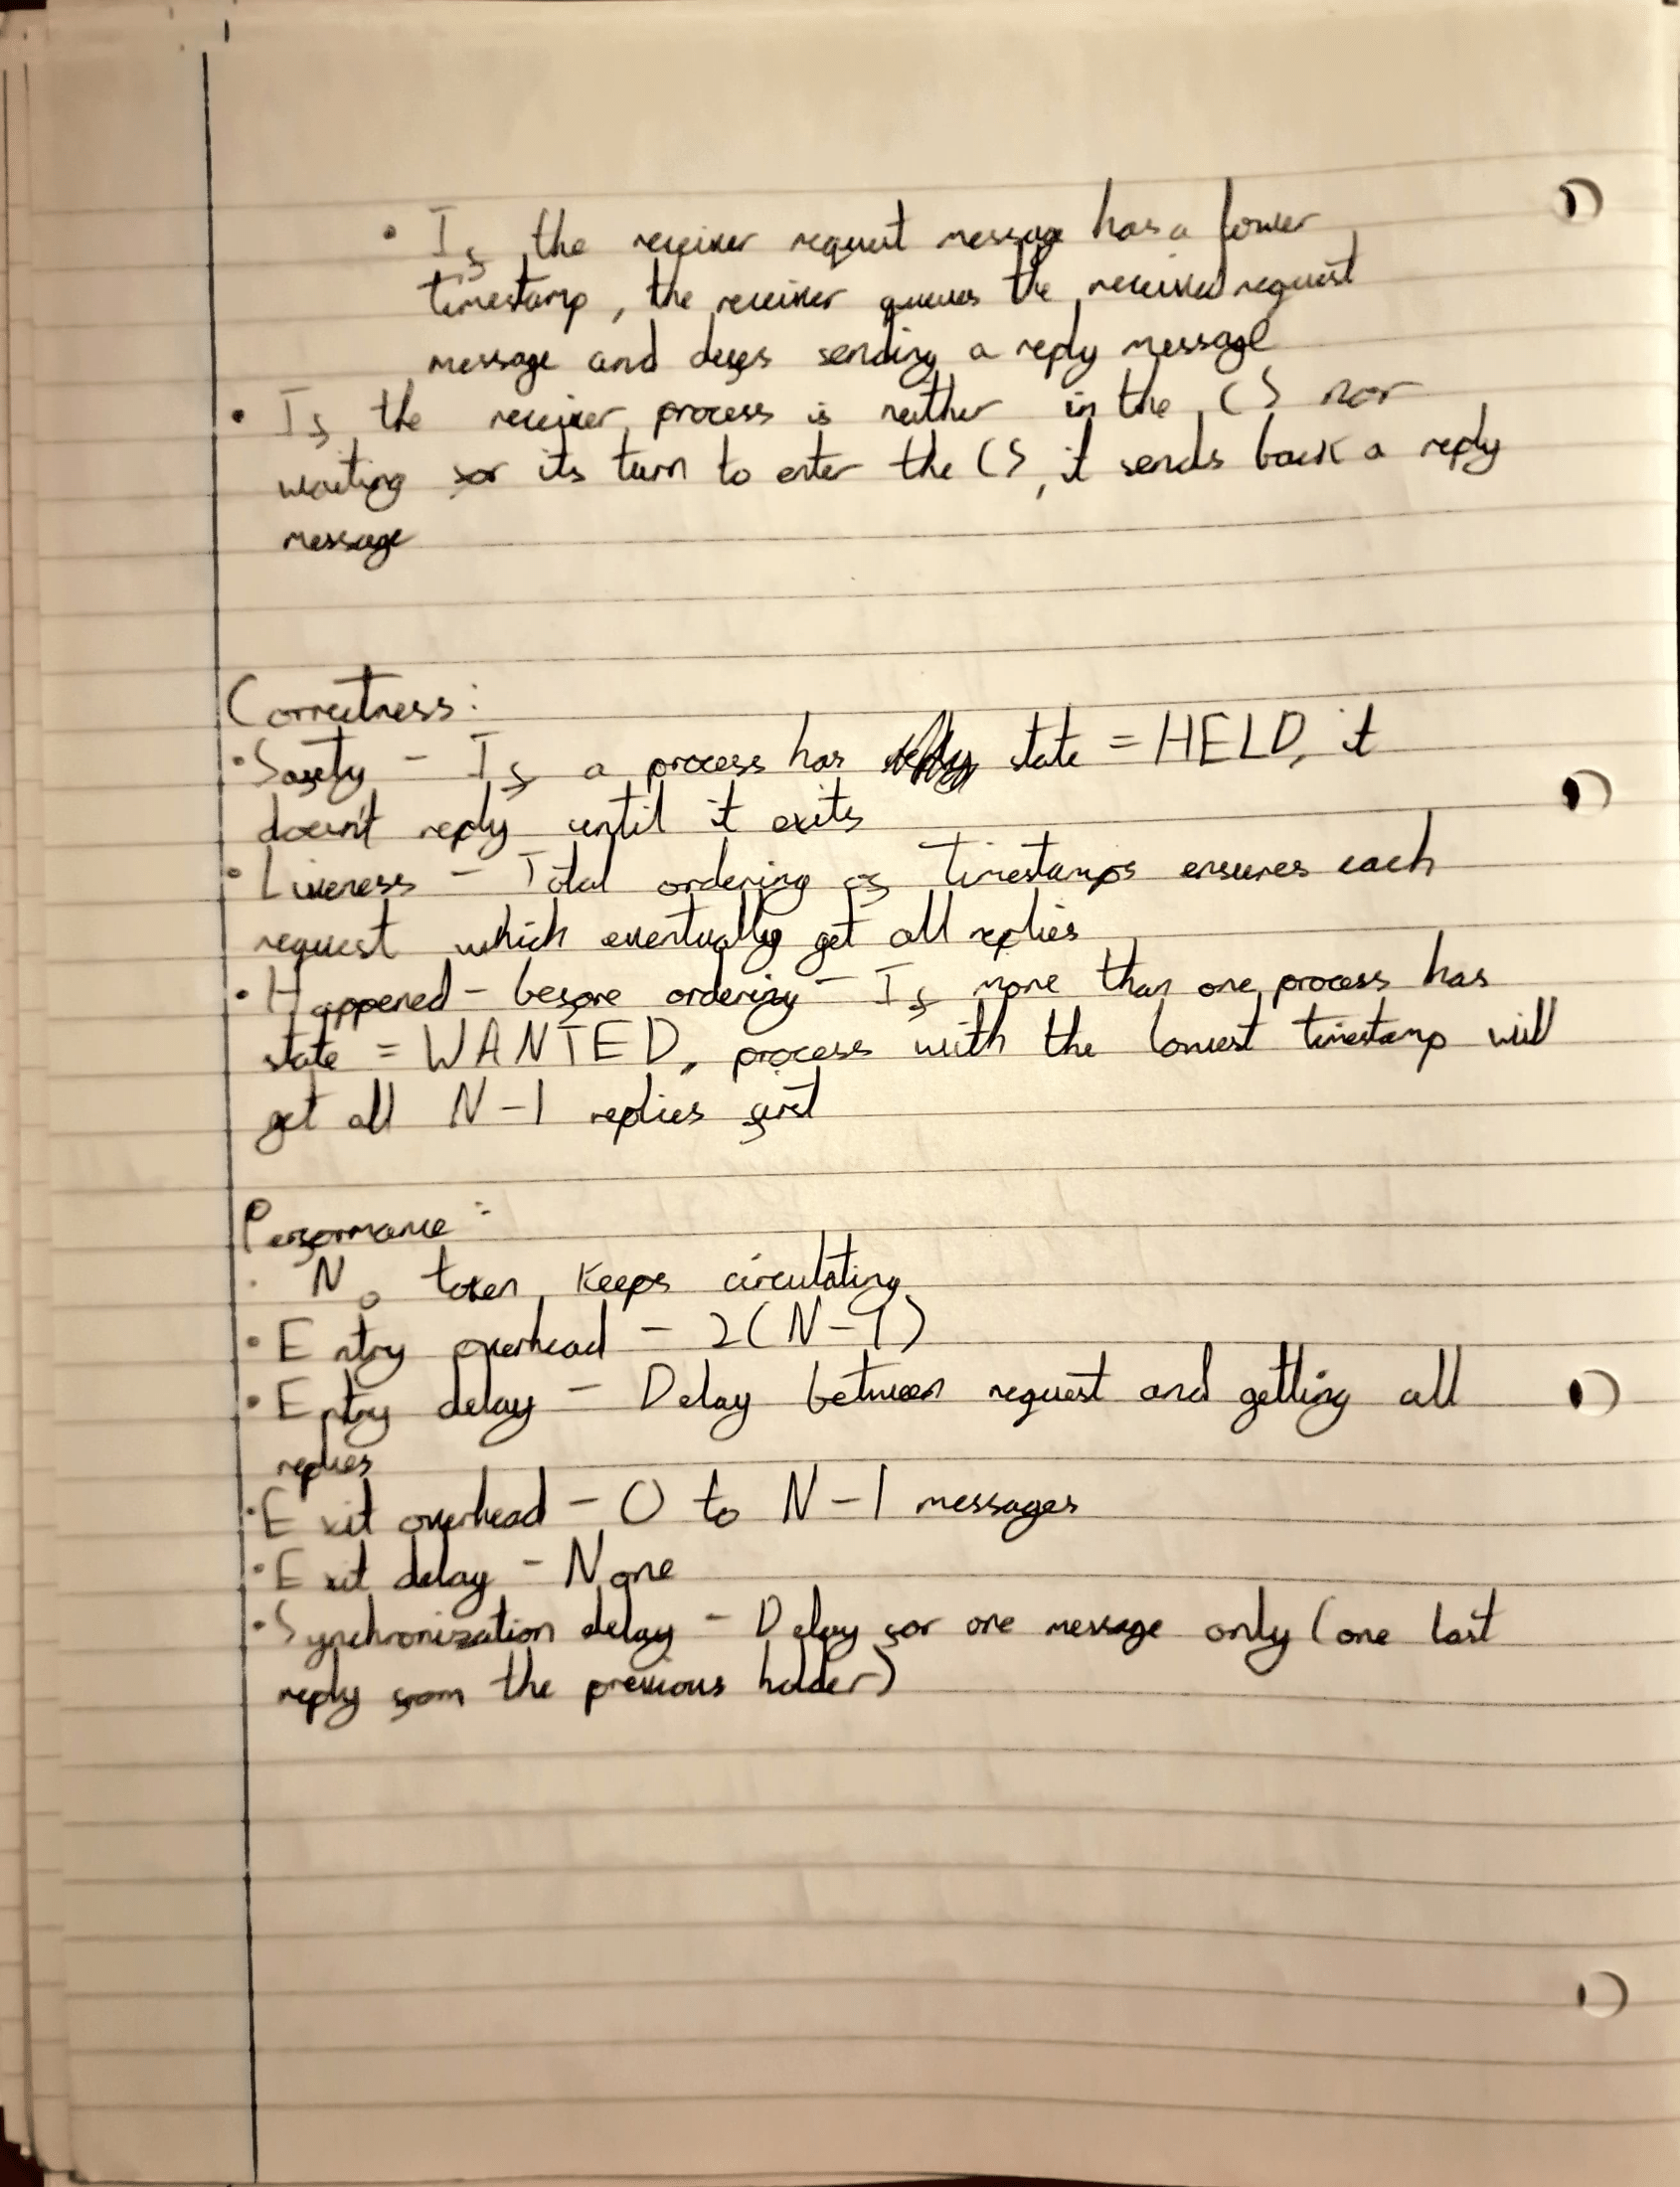 • If the receiver request message has a lower
timestamp, the receiver queues the received request
message and defers sending a reply message
• If the receiver process is neither in the CS nor
waiting for its turn to enter the CS, it sends back a reply
message
Correctness:
• Safety - If a process has state = HELD, it
doesn't reply until it exits
• Liveness - Total ordering of timestamps ensures each
request which eventually get all replies
• Happened-before ordering - If more than one process has
state = WANTED, process with the lowest timestamp will
get all N-1 replies first
Performance:
• No token keeps circulating
• Entry overhead - 2(N-1)
• Entry delay - Delay between request and getting all
replies
• Exit overhead - 0 to N-1 messages
• Exit delay - None
• Synchronization delay - Delay for one message only (one last
reply from the previous holder)